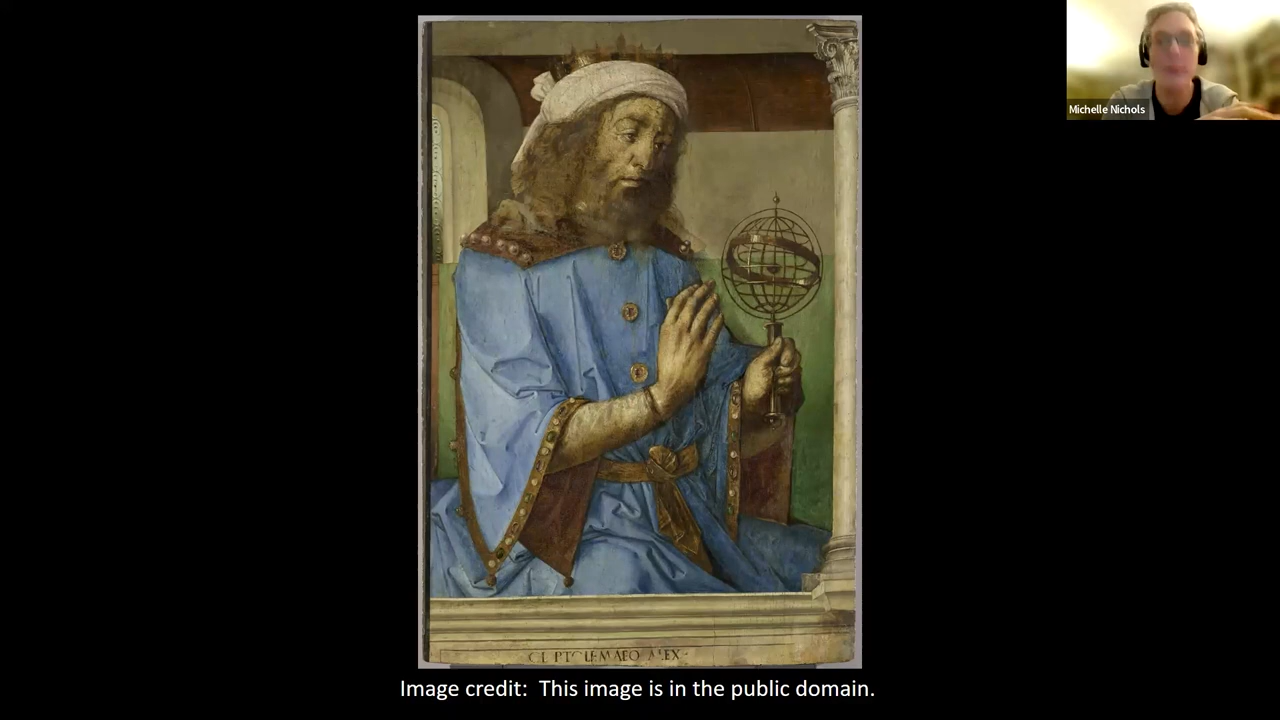 Michelle Nichols
CL PTOLEMAEO ALEX
Image credit:  This image is in the public domain.